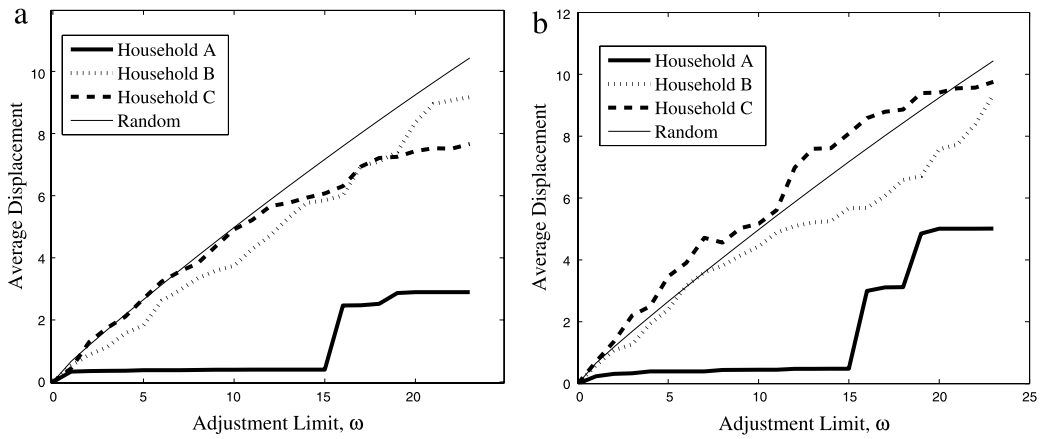 a
Household A
Household B
Household C
Random
Average Displacement
10
8
6
4
2
0
0
5
10
15
20
Adjustment Limit, ω
b
Household A
Household B
Household C
Random
Average Displacement
12
10
8
6
4
2
0
0
5
10
15
20
25
Adjustment Limit, ω